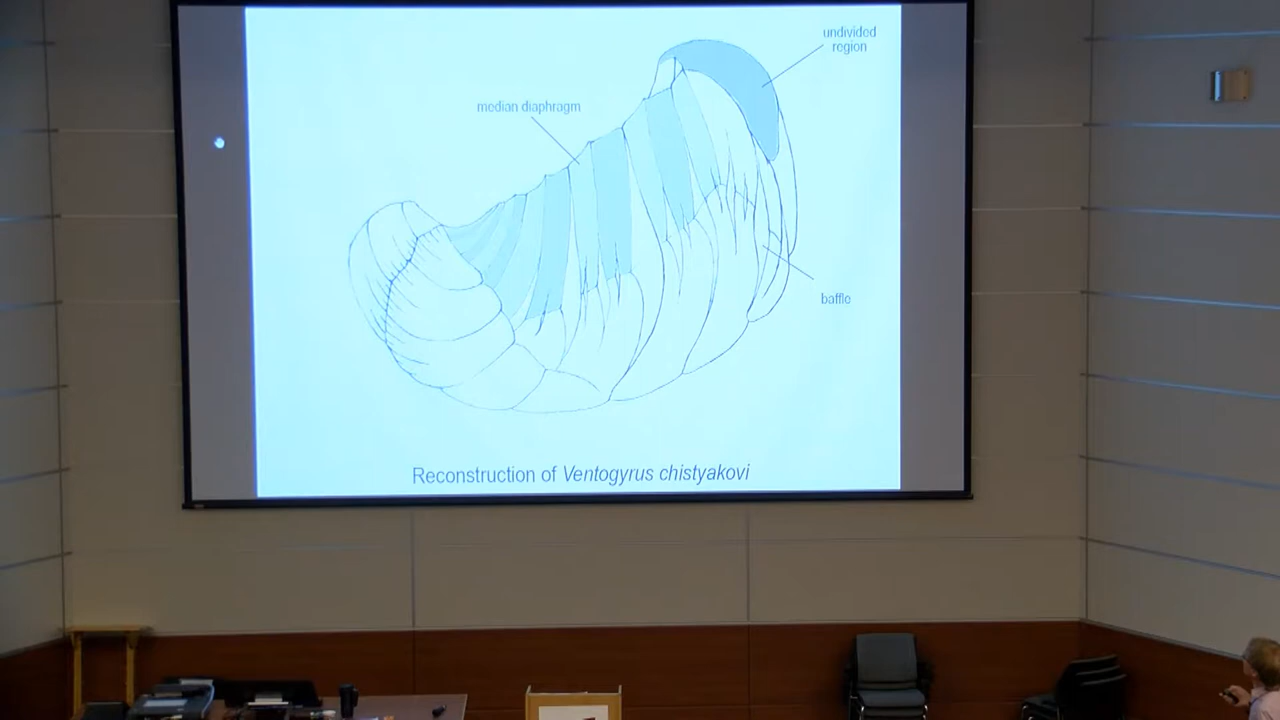 undivided
region
median diaphragm
baffle
Reconstruction of Ventogyrus chistyakovi